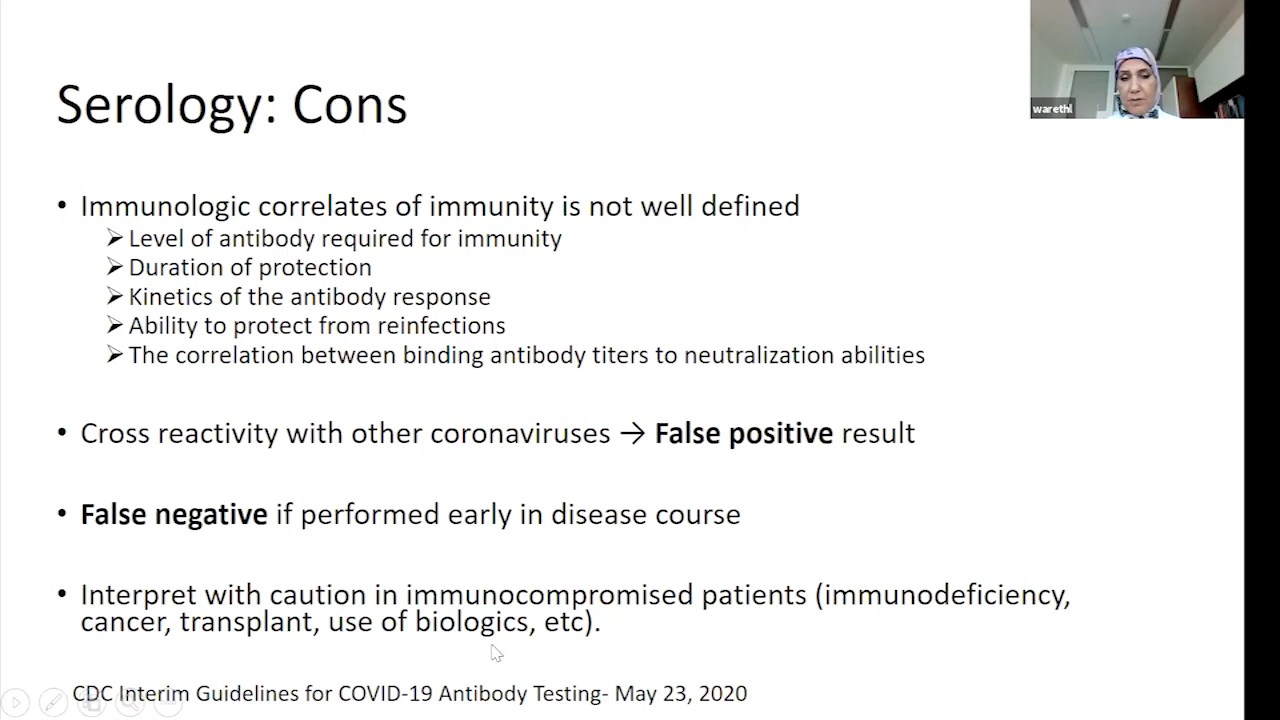 warethl
Serology: Cons
• Immunologic correlates of immunity is not well defined
➢ Level of antibody required for immunity
➢ Duration of protection
➢ Kinetics of the antibody response
➢ Ability to protect from reinfections
➢ The correlation between binding antibody titers to neutralization abilities
• Cross reactivity with other coronaviruses → False positive result
• False negative if performed early in disease course
• Interpret with caution in immunocompromised patients (immunodeficiency,
cancer, transplant, use of biologics, etc).
CDC Interim Guidelines for COVID-19 Antibody Testing- May 23, 2020